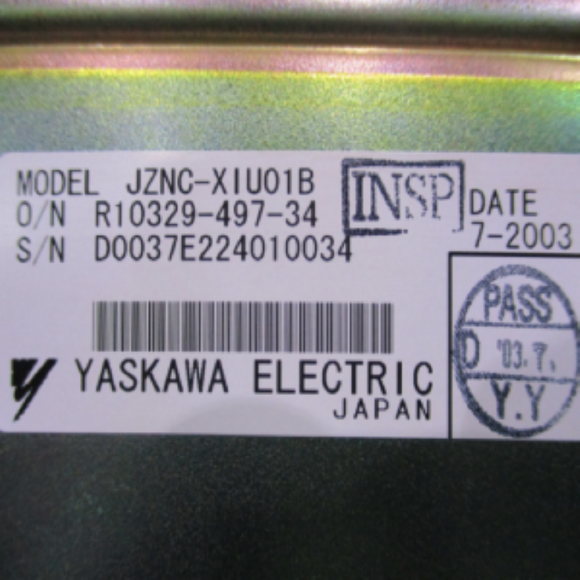 MODEL JZNC-XIU01B
O/N R10329-497-34
S/N D0037E224010034
INSP
DATE
7-2003
PASS
D '03.7.
Y.Y
YASKAWA ELECTRIC
JAPAN